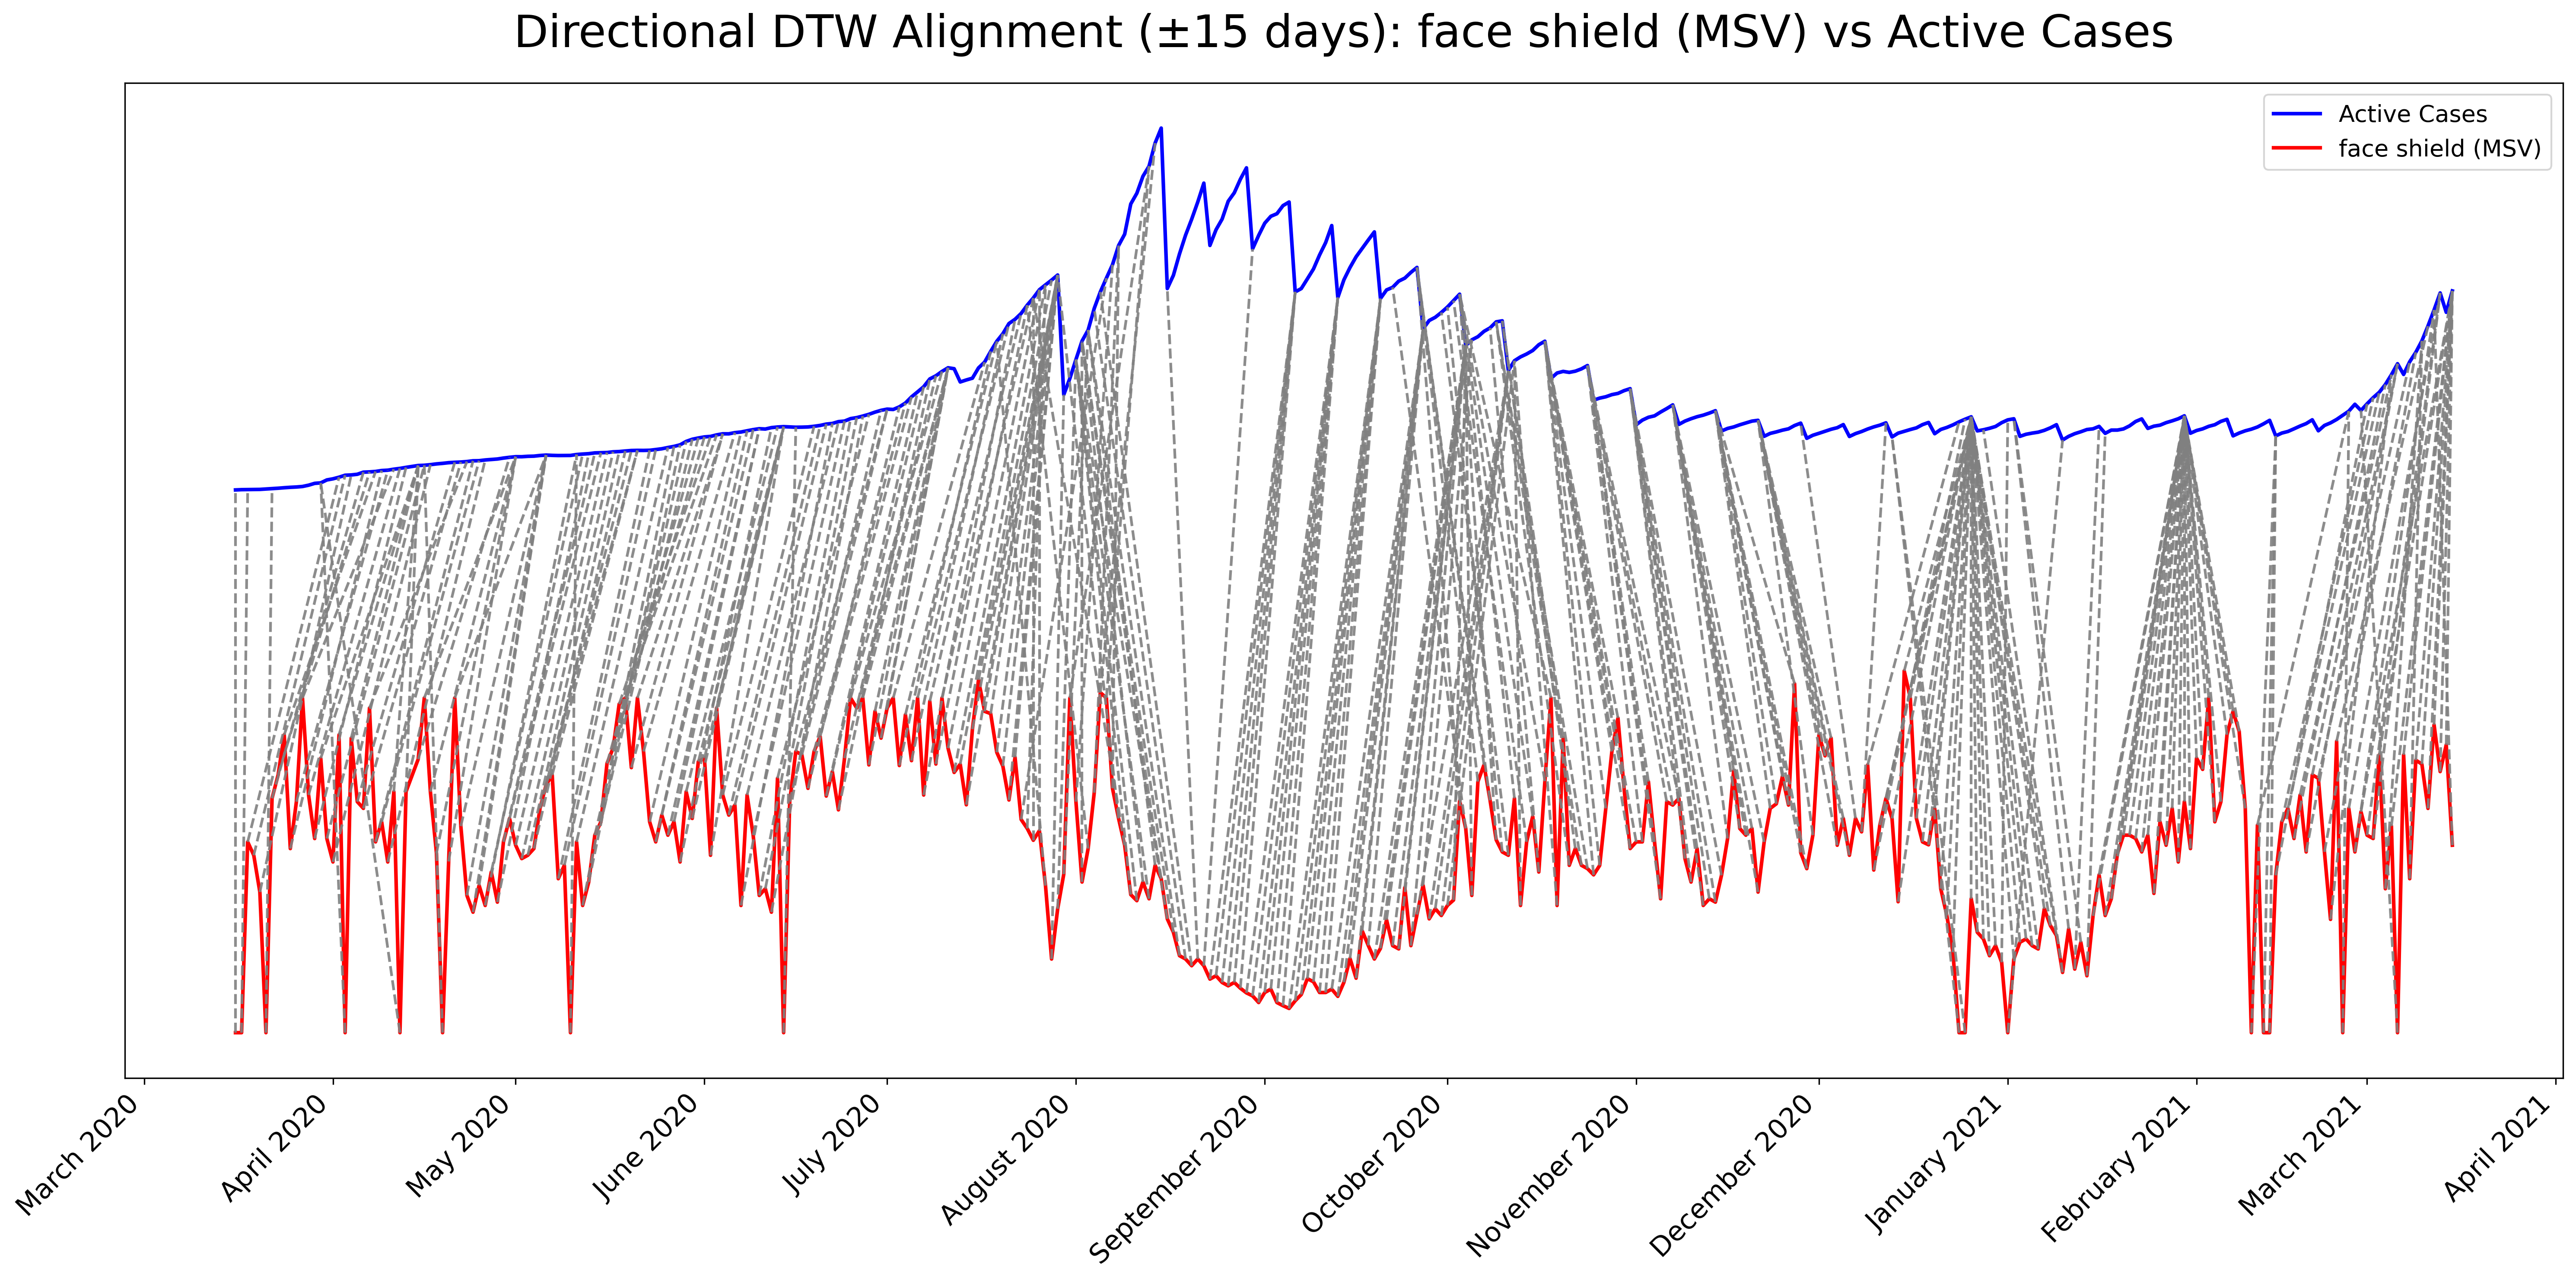 Directional DTW Alignment (±15 days): face shield (MSV) vs Active Cases
Active Cases
face shield (MSV)
March 2020
April 2020
May 2020
June 2020
July 2020
August 2020
September 2020
October 2020
November 2020
December 2020
January 2021
February 2021
March 2021
April 2021